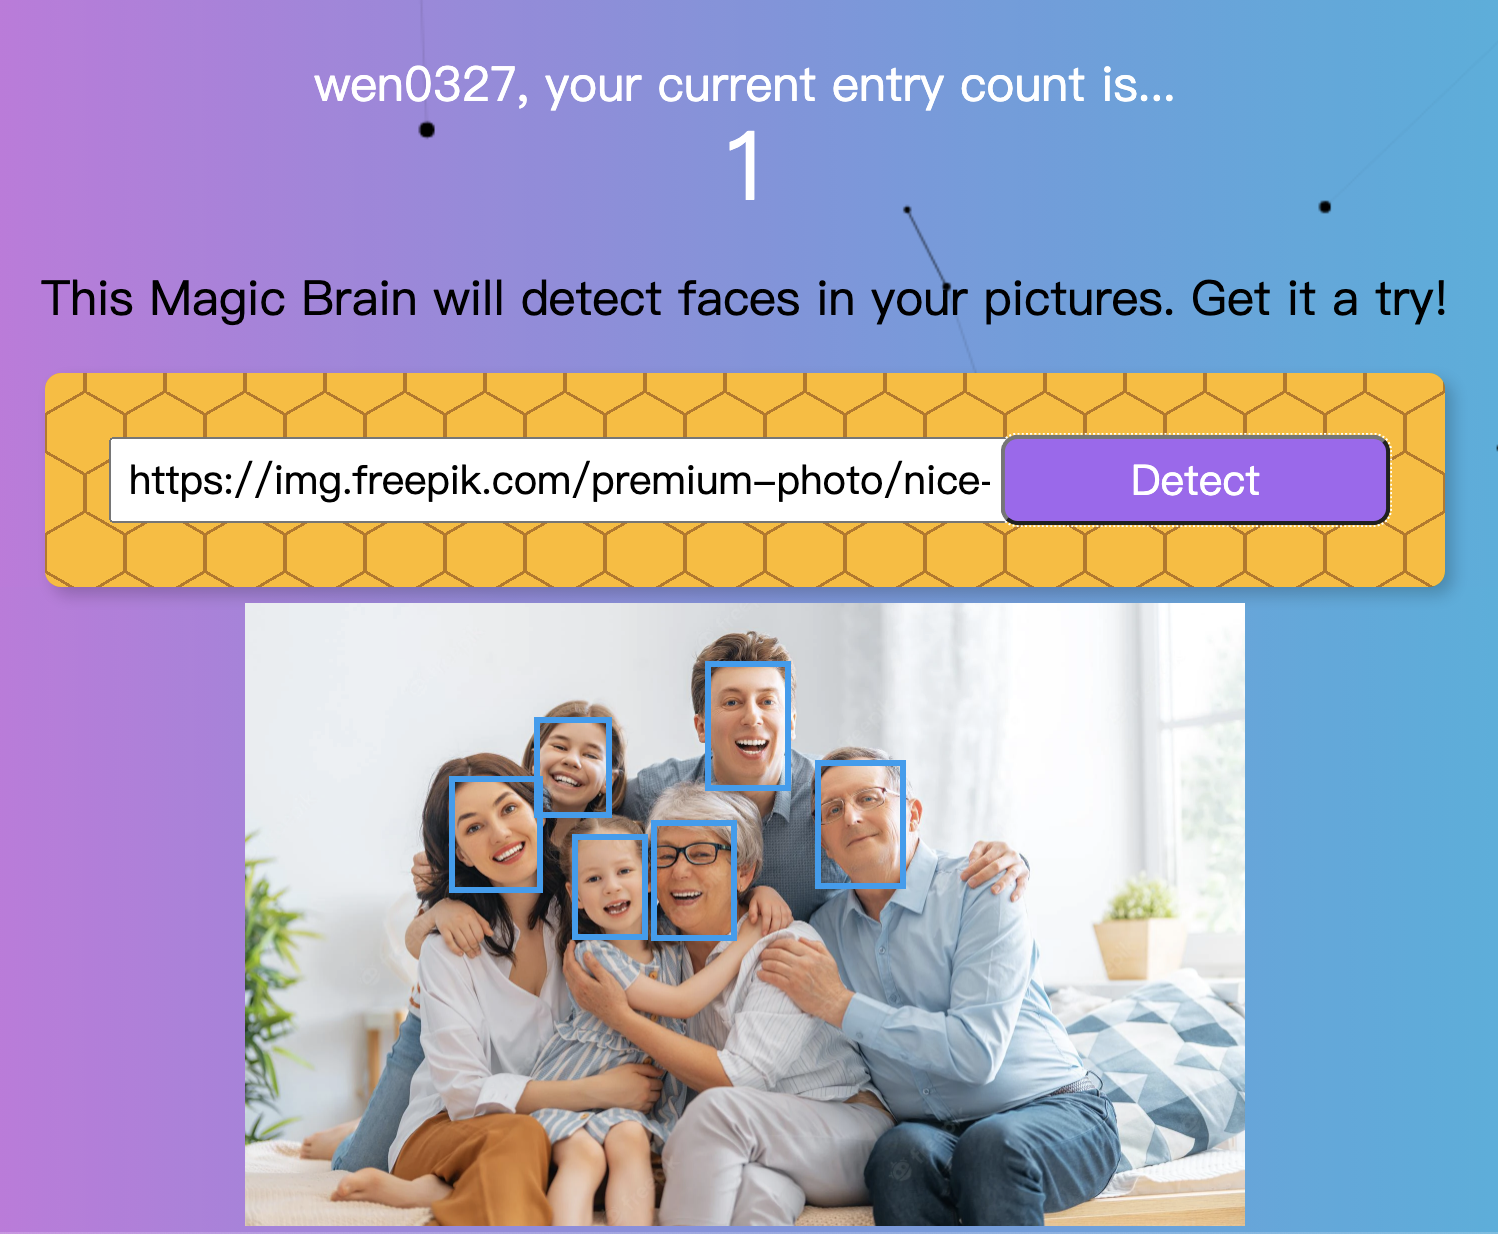 wen0327, your current entry count is...
1
This Magic Brain will detect faces in your pictures. Get it a try!
https://img.freepik.com/premium-photo/nice-
Detect